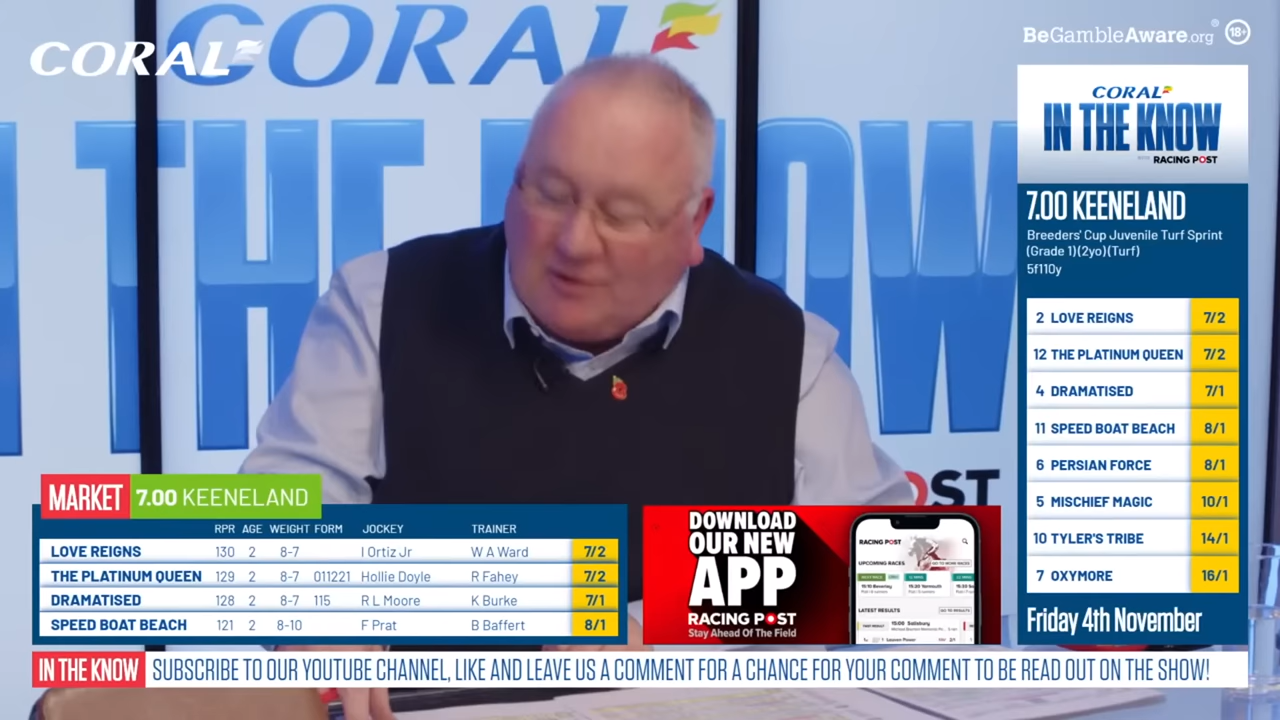 CORAL
CORAL
BeGambleAware.org® 18+
CORAL
IN THE KNOW
WITH RACING POST
7.00 KEENELAND
Breeders' Cup Juvenile Turf Sprint
(Grade 1)(2yo)(Turf)
5f110y
2 LOVE REIGNS 7/2
12 THE PLATINUM QUEEN 7/2
4 DRAMATISED 7/1
11 SPEED BOAT BEACH 8/1
6 PERSIAN FORCE 8/1
5 MISCHIEF MAGIC 10/1
10 TYLER'S TRIBE 14/1
7 OXYMORE 16/1
Friday 4th November
MARKET 7.00 KEENELAND
RPR AGE WEIGHT FORM JOCKEY TRAINER
LOVE REIGNS 130 2 8-7 I Ortiz Jr W A Ward 7/2
THE PLATINUM QUEEN 129 2 8-7 011221 Hollie Doyle R Fahey 7/2
DRAMATISED 126 2 8-7 115 R L Moore K Burke 7/1
SPEED BOAT BEACH 121 2 8-10 F Prat B Baffert 8/1
DOWNLOAD
OUR NEW
APP
RACING POST
Stay Ahead Of The Field
RACING POST
UPCOMING RACES
LATEST RESULTS
IN THE KNOW SUBSCRIBE TO OUR YOUTUBE CHANNEL, LIKE AND LEAVE US A COMMENT FOR A CHANCE FOR YOUR COMMENT TO BE READ OUT ON THE SHOW!